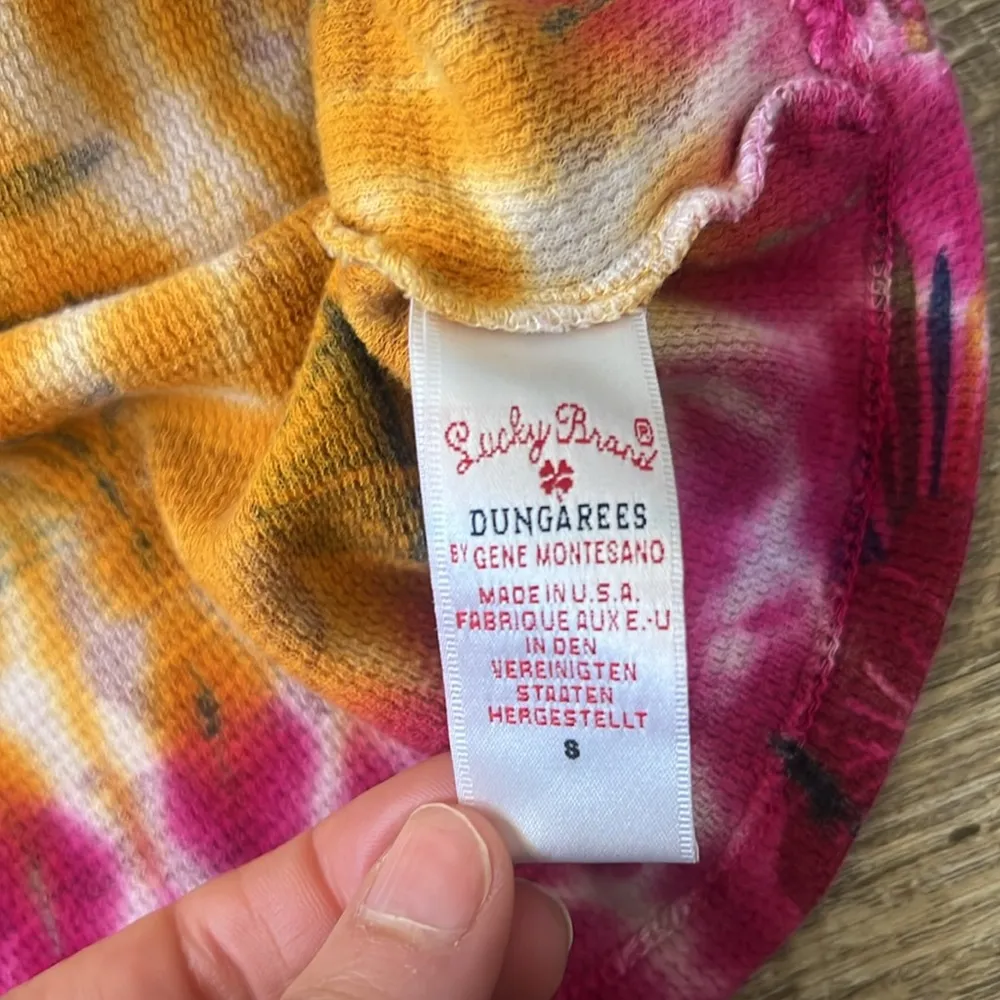 Lucky Brand®
DUNGAREES
BY GENE MONTESANO
MADE IN U.S.A.
FABRIQUE AUX E.-U
IN DEN
VEREINIGTEN
STAATEN
HERGESTELLT
S